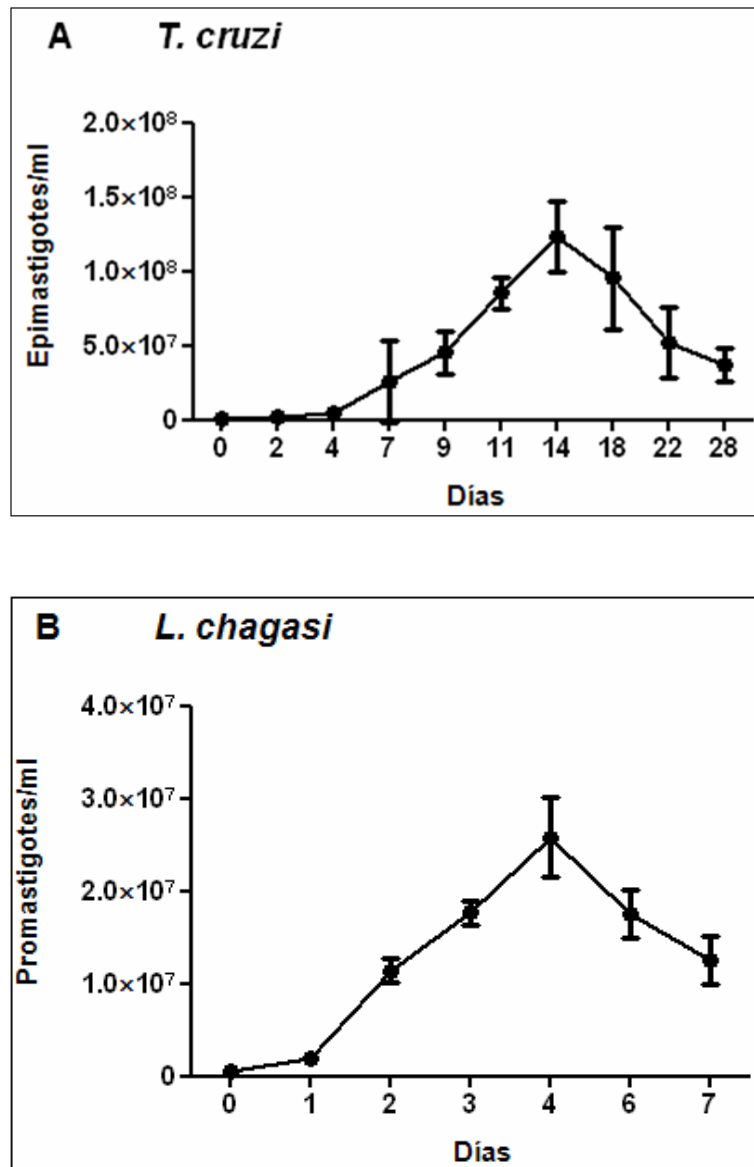 A T. cruzi
Epimastigotes/ml
2.0×10⁸
1.5×10⁸
1.0×10⁸
5.0×10⁷
0
0 2 4 7 9 11 14 18 22 28
Días
B L. chagasi
Promastigotes/ml
4.0×10⁷
3.0×10⁷
2.0×10⁷
1.0×10⁷
0
0 1 2 3 4 6 7
Días